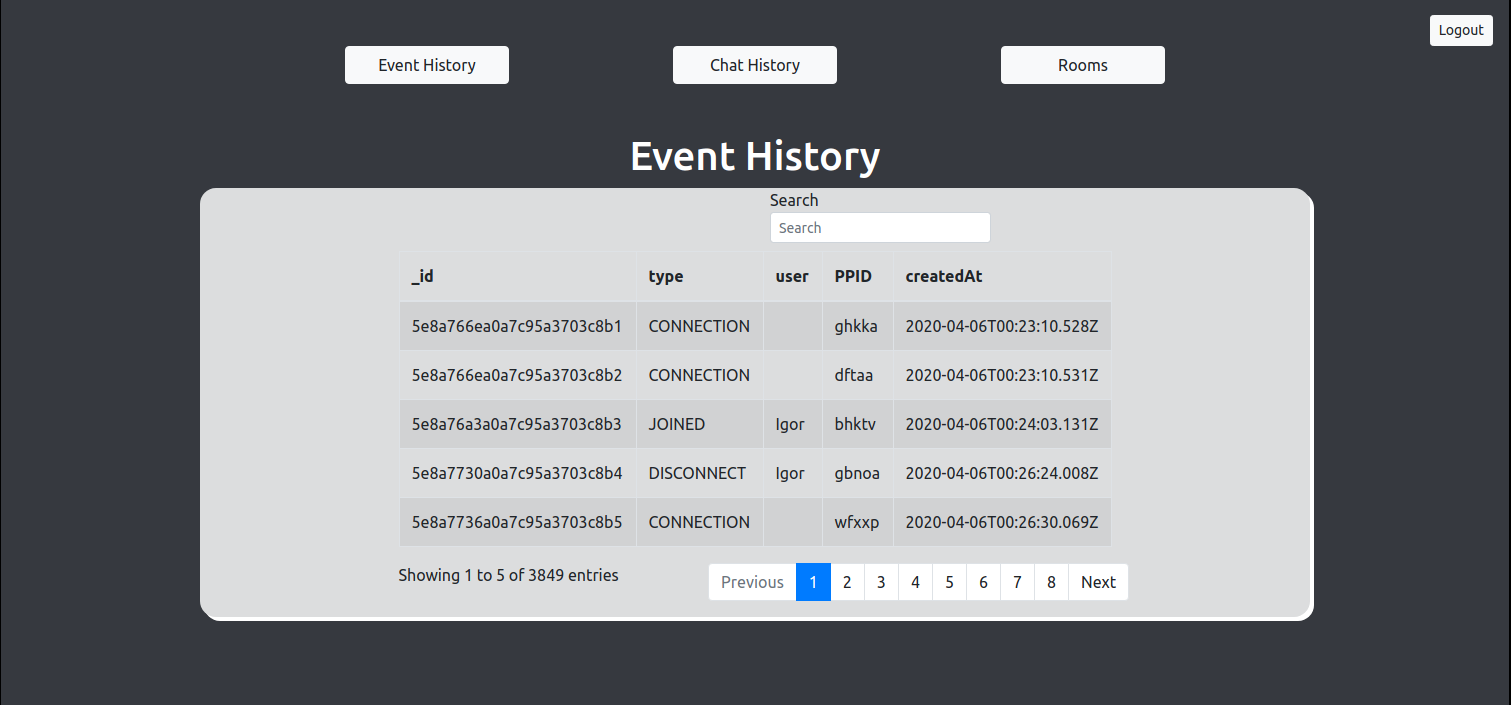 Logout
Event History Chat History Rooms
Event History
Search
Search
_id type user PPID createdAt
5e8a766ea0a7c95a3703c8b1 CONNECTION ghkka 2020-04-06T00:23:10.528Z
5e8a766ea0a7c95a3703c8b2 CONNECTION dftaa 2020-04-06T00:23:10.531Z
5e8a76a3a0a7c95a3703c8b3 JOINED Igor bhktv 2020-04-06T00:24:03.131Z
5e8a7730a0a7c95a3703c8b4 DISCONNECT Igor gbnoa 2020-04-06T00:26:24.008Z
5e8a7736a0a7c95a3703c8b5 CONNECTION wfxxp 2020-04-06T00:26:30.069Z
Showing 1 to 5 of 3849 entries Previous 1 2 3 4 5 6 7 8 Next